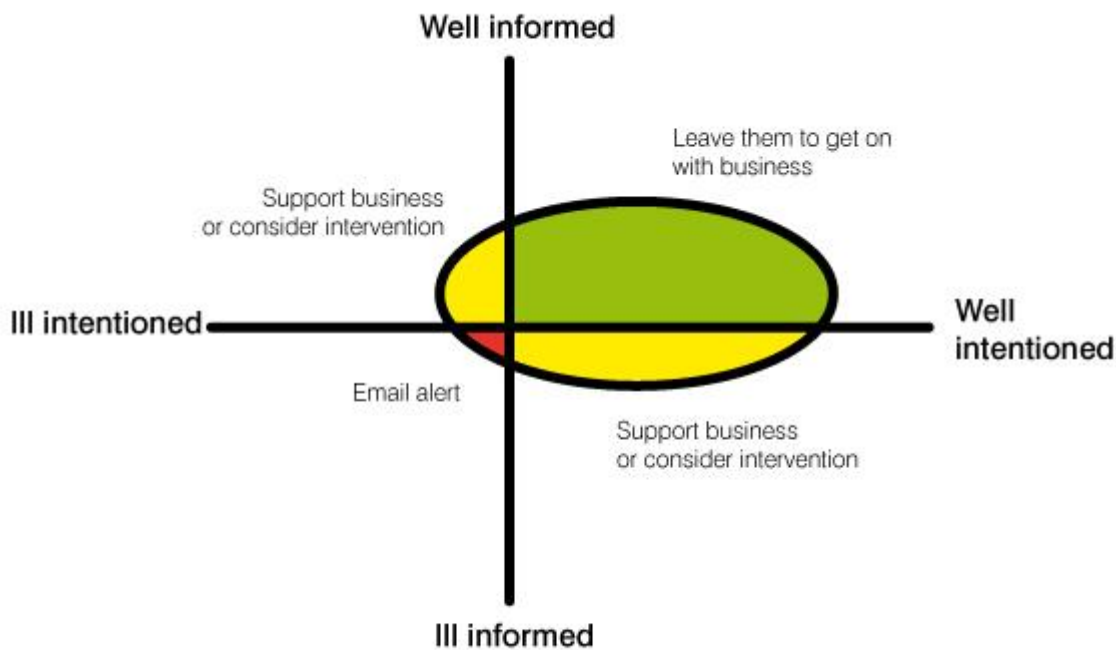 Well informed
Leave them to get on
with business
Support business
or consider intervention
Ill intentioned
Well
intentioned
Email alert
Support business
or consider intervention
Ill informed